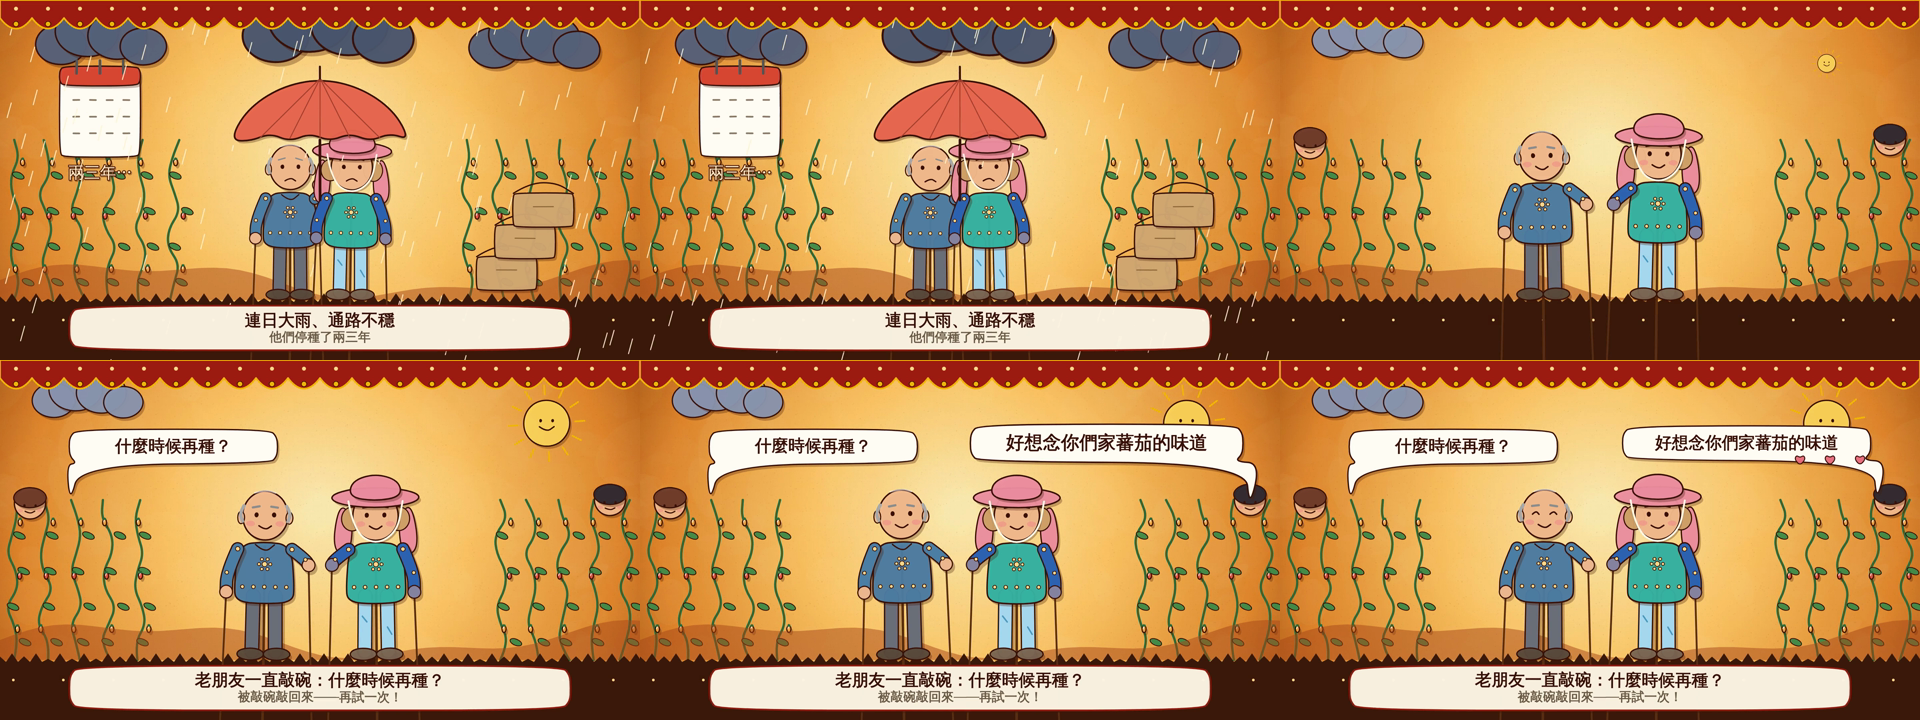 兩三年⋯
連日大雨、通路不穩
他們停種了兩三年
兩三年⋯
連日大雨、通路不穩
他們停種了兩三年
什麼時候再種？
老朋友一直敲碗：什麼時候再種？
被敲碗敲回來——再試一次！
什麼時候再種？
好想念你們家蕃茄的味道
老朋友一直敲碗：什麼時候再種？
被敲碗敲回來——再試一次！
什麼時候再種？
好想念你們家蕃茄的味道
老朋友一直敲碗：什麼時候再種？
被敲碗敲回來——再試一次！